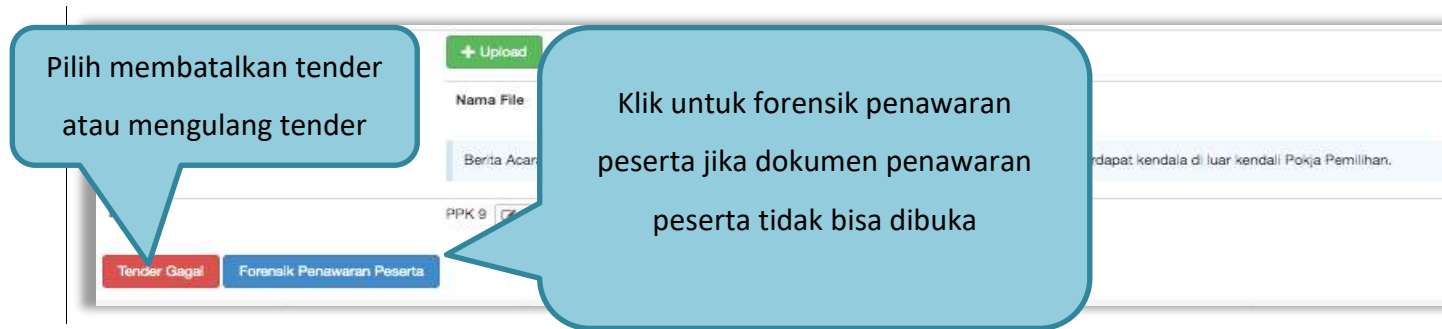 Pilih membatalkan tender
atau mengulang tender
+ Upload
Nama File
Klik untuk forensik penawaran
peserta jika dokumen penawaran
peserta tidak bisa dibuka
Berita Acara
kendala di luar kendali Pokja Pemilihan.
PPK 9
Tender Gagal
Forensik Penawaran Peserta